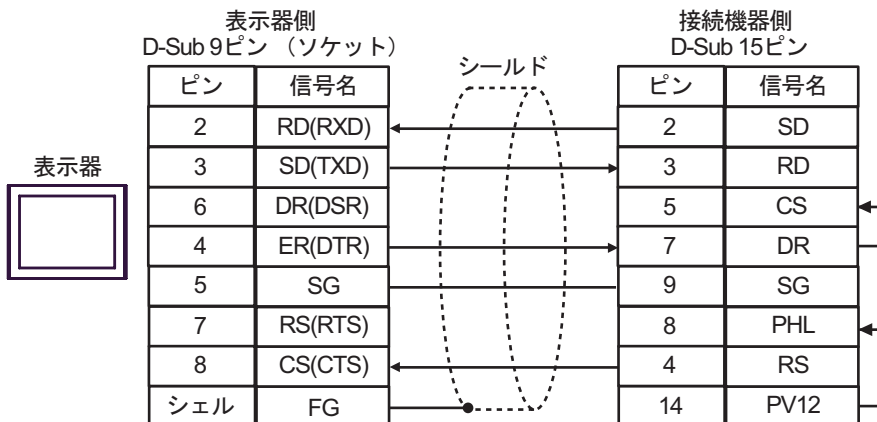 表示器側
D-Sub 9ピン （ソケット）
接続機器側
D-Sub 15ピン
シールド
表示器
ピン 信号名 ピン 信号名
2 RD(RXD) 2 SD
3 SD(TXD) 3 RD
6 DR(DSR) 5 CS
4 ER(DTR) 7 DR
5 SG 9 SG
7 RS(RTS) 8 PHL
8 CS(CTS) 4 RS
シェル FG 14 PV12